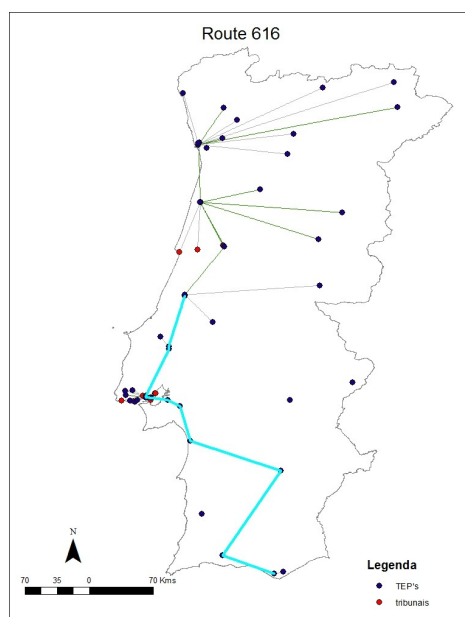 Route 616
N
70 35 0 70 Kms
Legenda
TEP's
tribunais